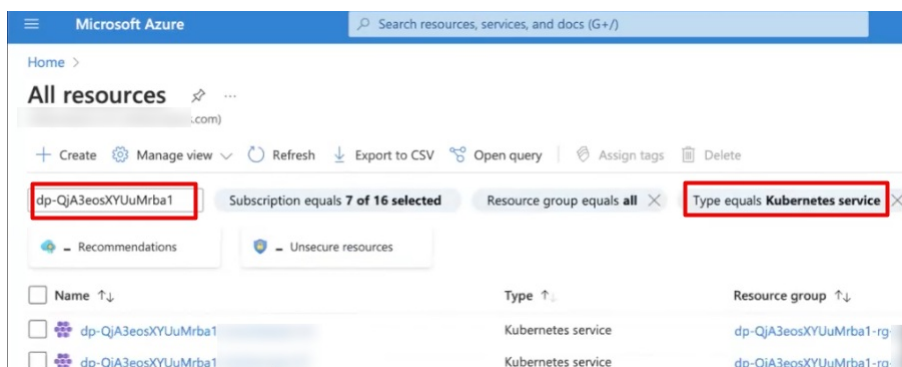 Microsoft Azure
Search resources, services, and docs (G+/)
Home >
All resources
.com)
+ Create Manage view Refresh Export to CSV Open query Assign tags Delete
dp-QjA3eosXYUuMrba1 Subscription equals 7 of 16 selected Resource group equals all Type equals Kubernetes service
Recommendations Unsecure resources
Name Type Resource group
dp-QjA3eosXYUuMrba1 Kubernetes service dp-QjA3eosXYUuMrba1-rg-
dp-QjA3eosXYUuMrba1 Kubernetes service dp-QjA3eosXYUuMrba1-rg-